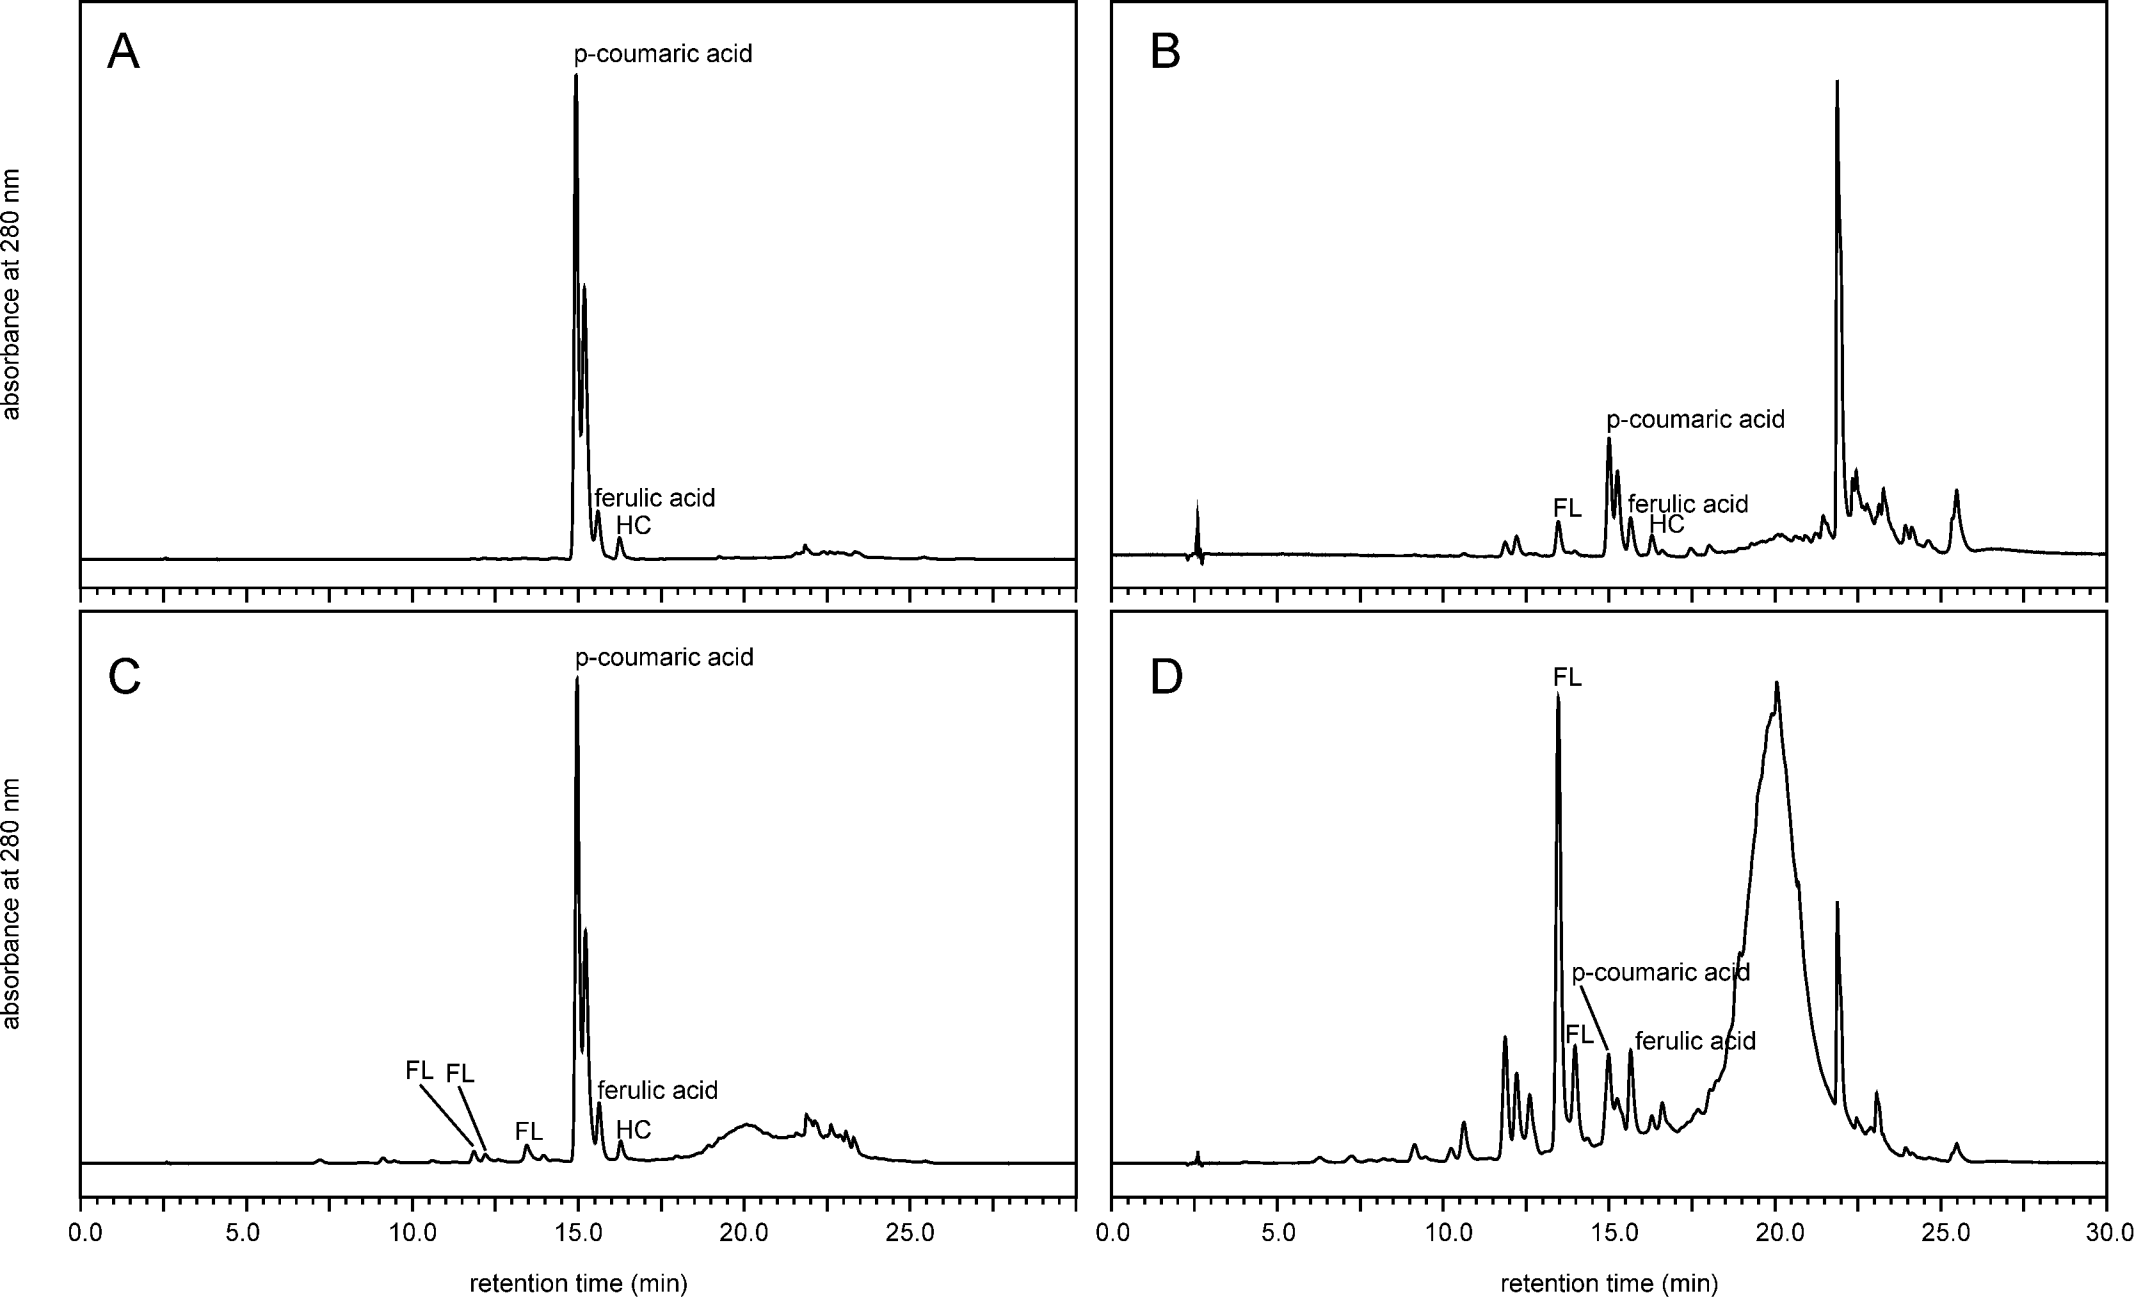 A
p-coumaric acid
ferulic acid
HC
absorbance at 280 nm
B
p-coumaric acid
FL
ferulic acid
HC
C
p-coumaric acid
FL
FL
FL
ferulic acid
HC
absorbance at 280 nm
0.0 5.0 10.0 15.0 20.0 25.0
retention time (min)
D
FL
p-coumaric acid
FL
ferulic acid
0.0 5.0 10.0 15.0 20.0 25.0 30.0
retention time (min)